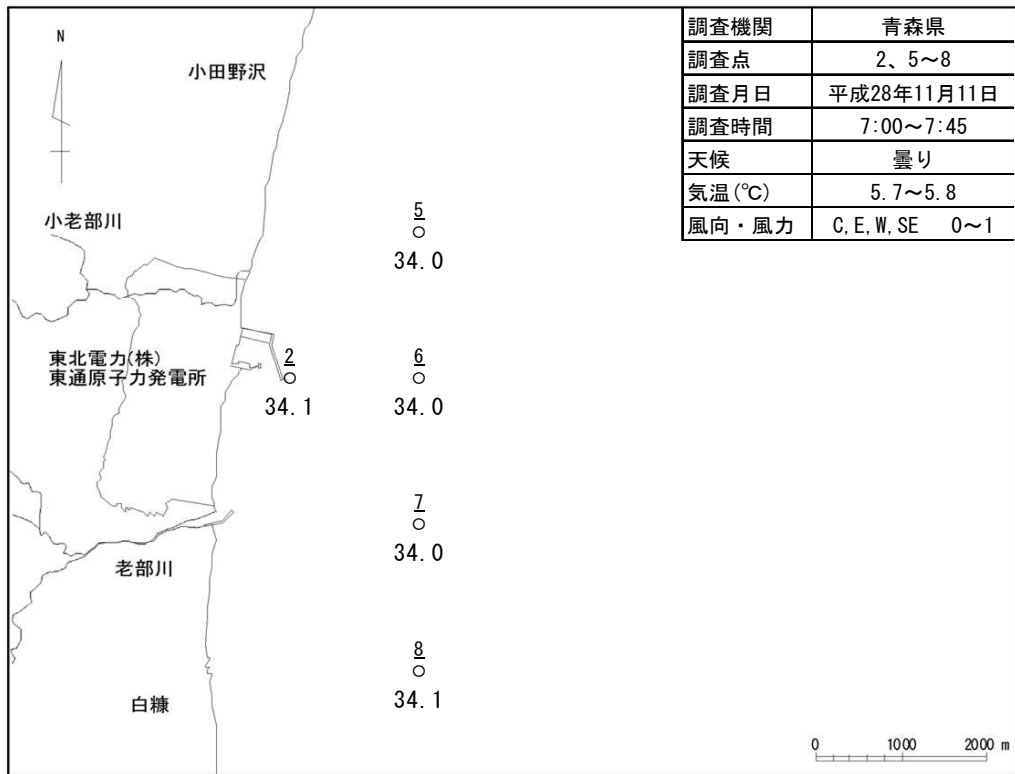 調査機関 青森県
調査点 2、5～8
調査月日 平成28年11月11日
調査時間 7:00～7:45
天候 曇り
気温(℃) 5.7～5.8
風向・風力 C,E,W,SE 0～1
N
小田野沢
小老部川
5
34.0
東北電力(株)
東通原子力発電所
2
34.1
6
34.0
7
34.0
老部川
8
34.1
白糠
0 1000 2000 m